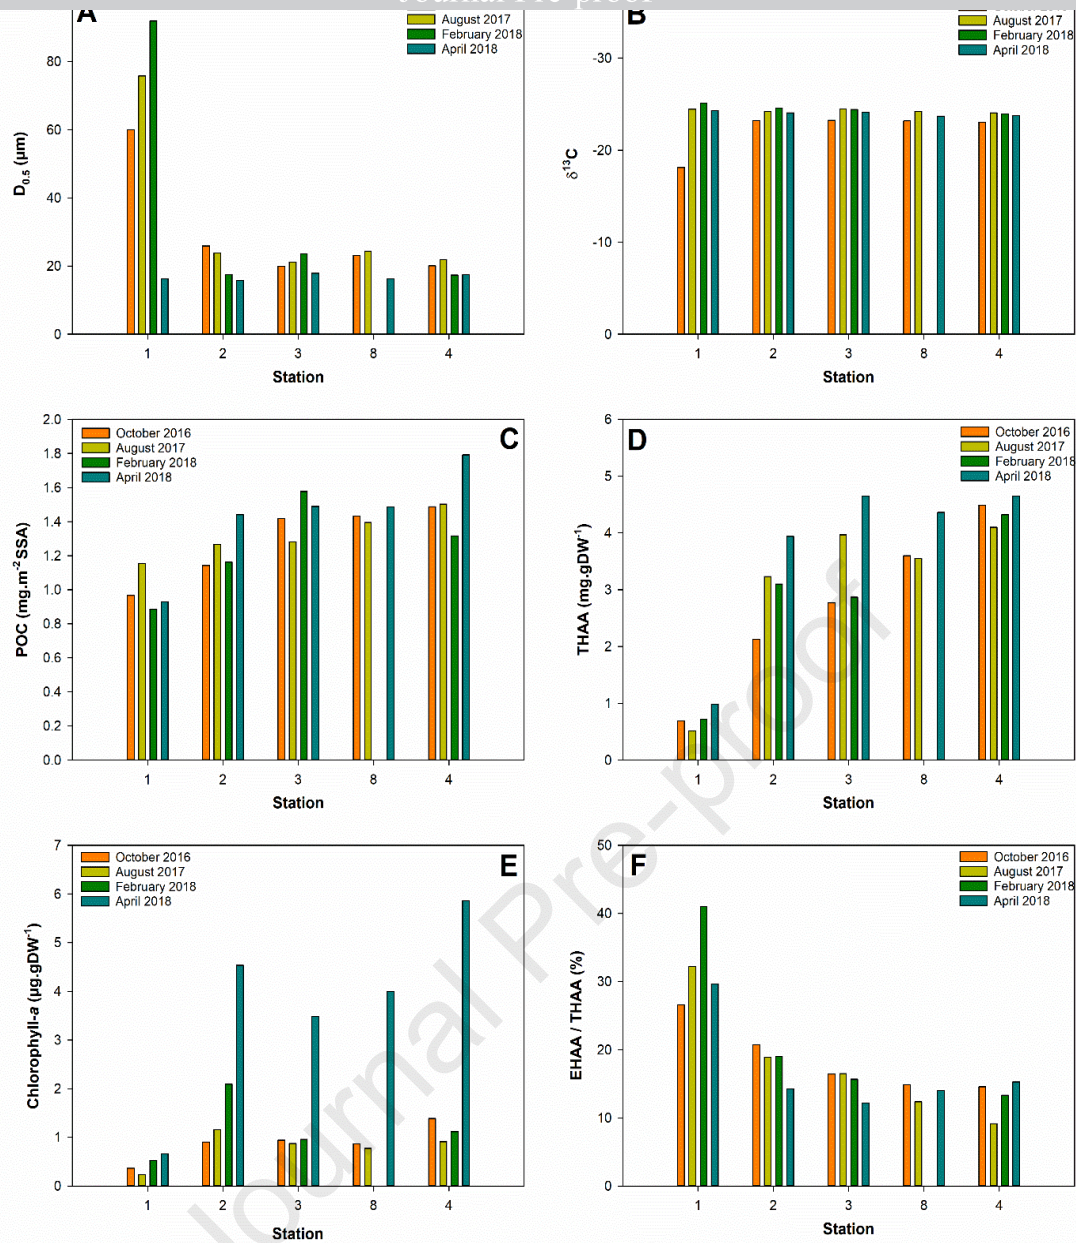 Journal Pre-proof
A
August 2017
February 2018
April 2018
80
60
40
20
0
D0.5 (µm)
1 2 3 8 4
Station
B
August 2017
February 2018
April 2018
-30
-20
-10
0
δ13C
1 2 3 8 4
Station
C
October 2016
August 2017
February 2018
April 2018
2.0
1.8
1.6
1.4
1.2
1.0
0.8
0.6
0.4
0.2
0.0
POC (mg.m-2 SSA)
1 2 3 8 4
Station
D
October 2016
August 2017
February 2018
April 2018
6
5
4
3
2
1
0
THAA (mg.gDW-1)
1 2 3 8 4
Station
E
October 2016
August 2017
February 2018
April 2018
7
6
5
4
3
2
1
0
Chlorophyll-a (µg.gDW-1)
1 2 3 8 4
Station
F
October 2016
August 2017
February 2018
April 2018
50
40
30
20
10
0
EHAA / THAA (%)
1 2 3 8 4
Station
Journal Pre-proof